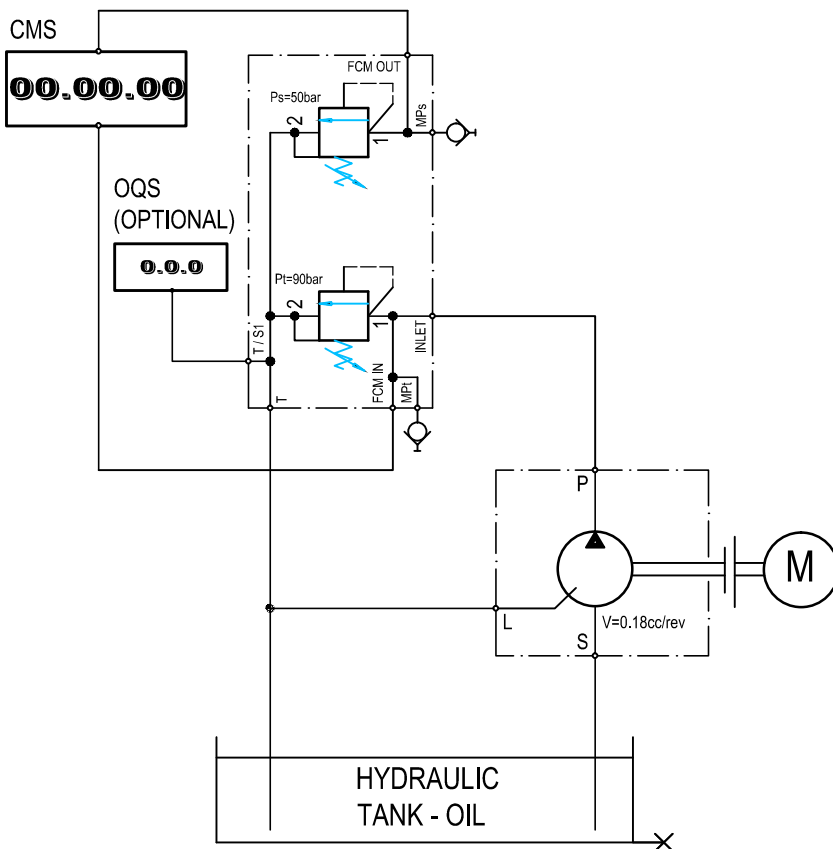 CMS
00.00.00
FCM OUT
Ps=50bar
2
1
MPs
OQS
(OPTIONAL)
0.0.0
Pt=90bar
2
1
T / S1
INLET
FCM IN
MPt
T
P
M
L
V=0.18cc/rev
S
HYDRAULIC
TANK - OIL